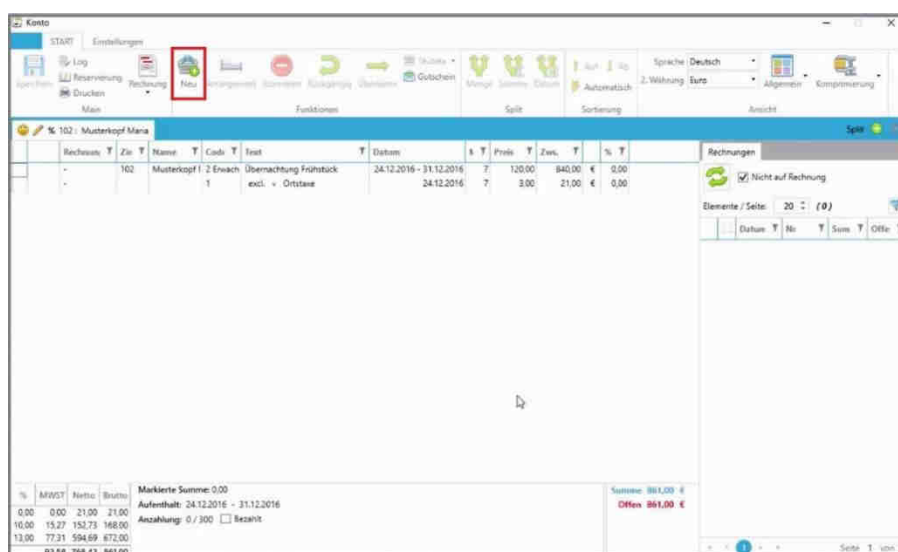 Konto
START Einstellungen
Log
Reservierung
Drucken
Rechnung
Neu
Gutschein
Sprache Deutsch
2. Währung Euro
Automatisch
Allgemein
Komprimierung
Main Funktionen Split Sortierung Ansicht
% 102 : Musterkopf Maria Split
Rechnung Zim Name Code Text Datum Preis Zws. % Rechnungen
- 102 Musterkopf 2 Erwach Übernachtung Frühstück 24.12.2016 - 31.12.2016 7 120,00 840,00 € 0,00
- 1 excl. v Ortstaxe 24.12.2016 7 3,00 21,00 € 0,00
Nicht auf Rechnung
Elemente / Seite: 20 (0)
Datum Nr Sum Offe
Markierte Summe: 0,00 Summe 861,00 €
% MWST Netto Brutto
Aufenthalt: 24.12.2016 - 31.12.2016 Offen 861,00 €
0,00 0,00 21,00 21,00
Anzahlung: 0 / 300 Bezahlt
10,00 15,27 152,73 168,00
13,00 77,31 594,69 672,00
Seite 1 von